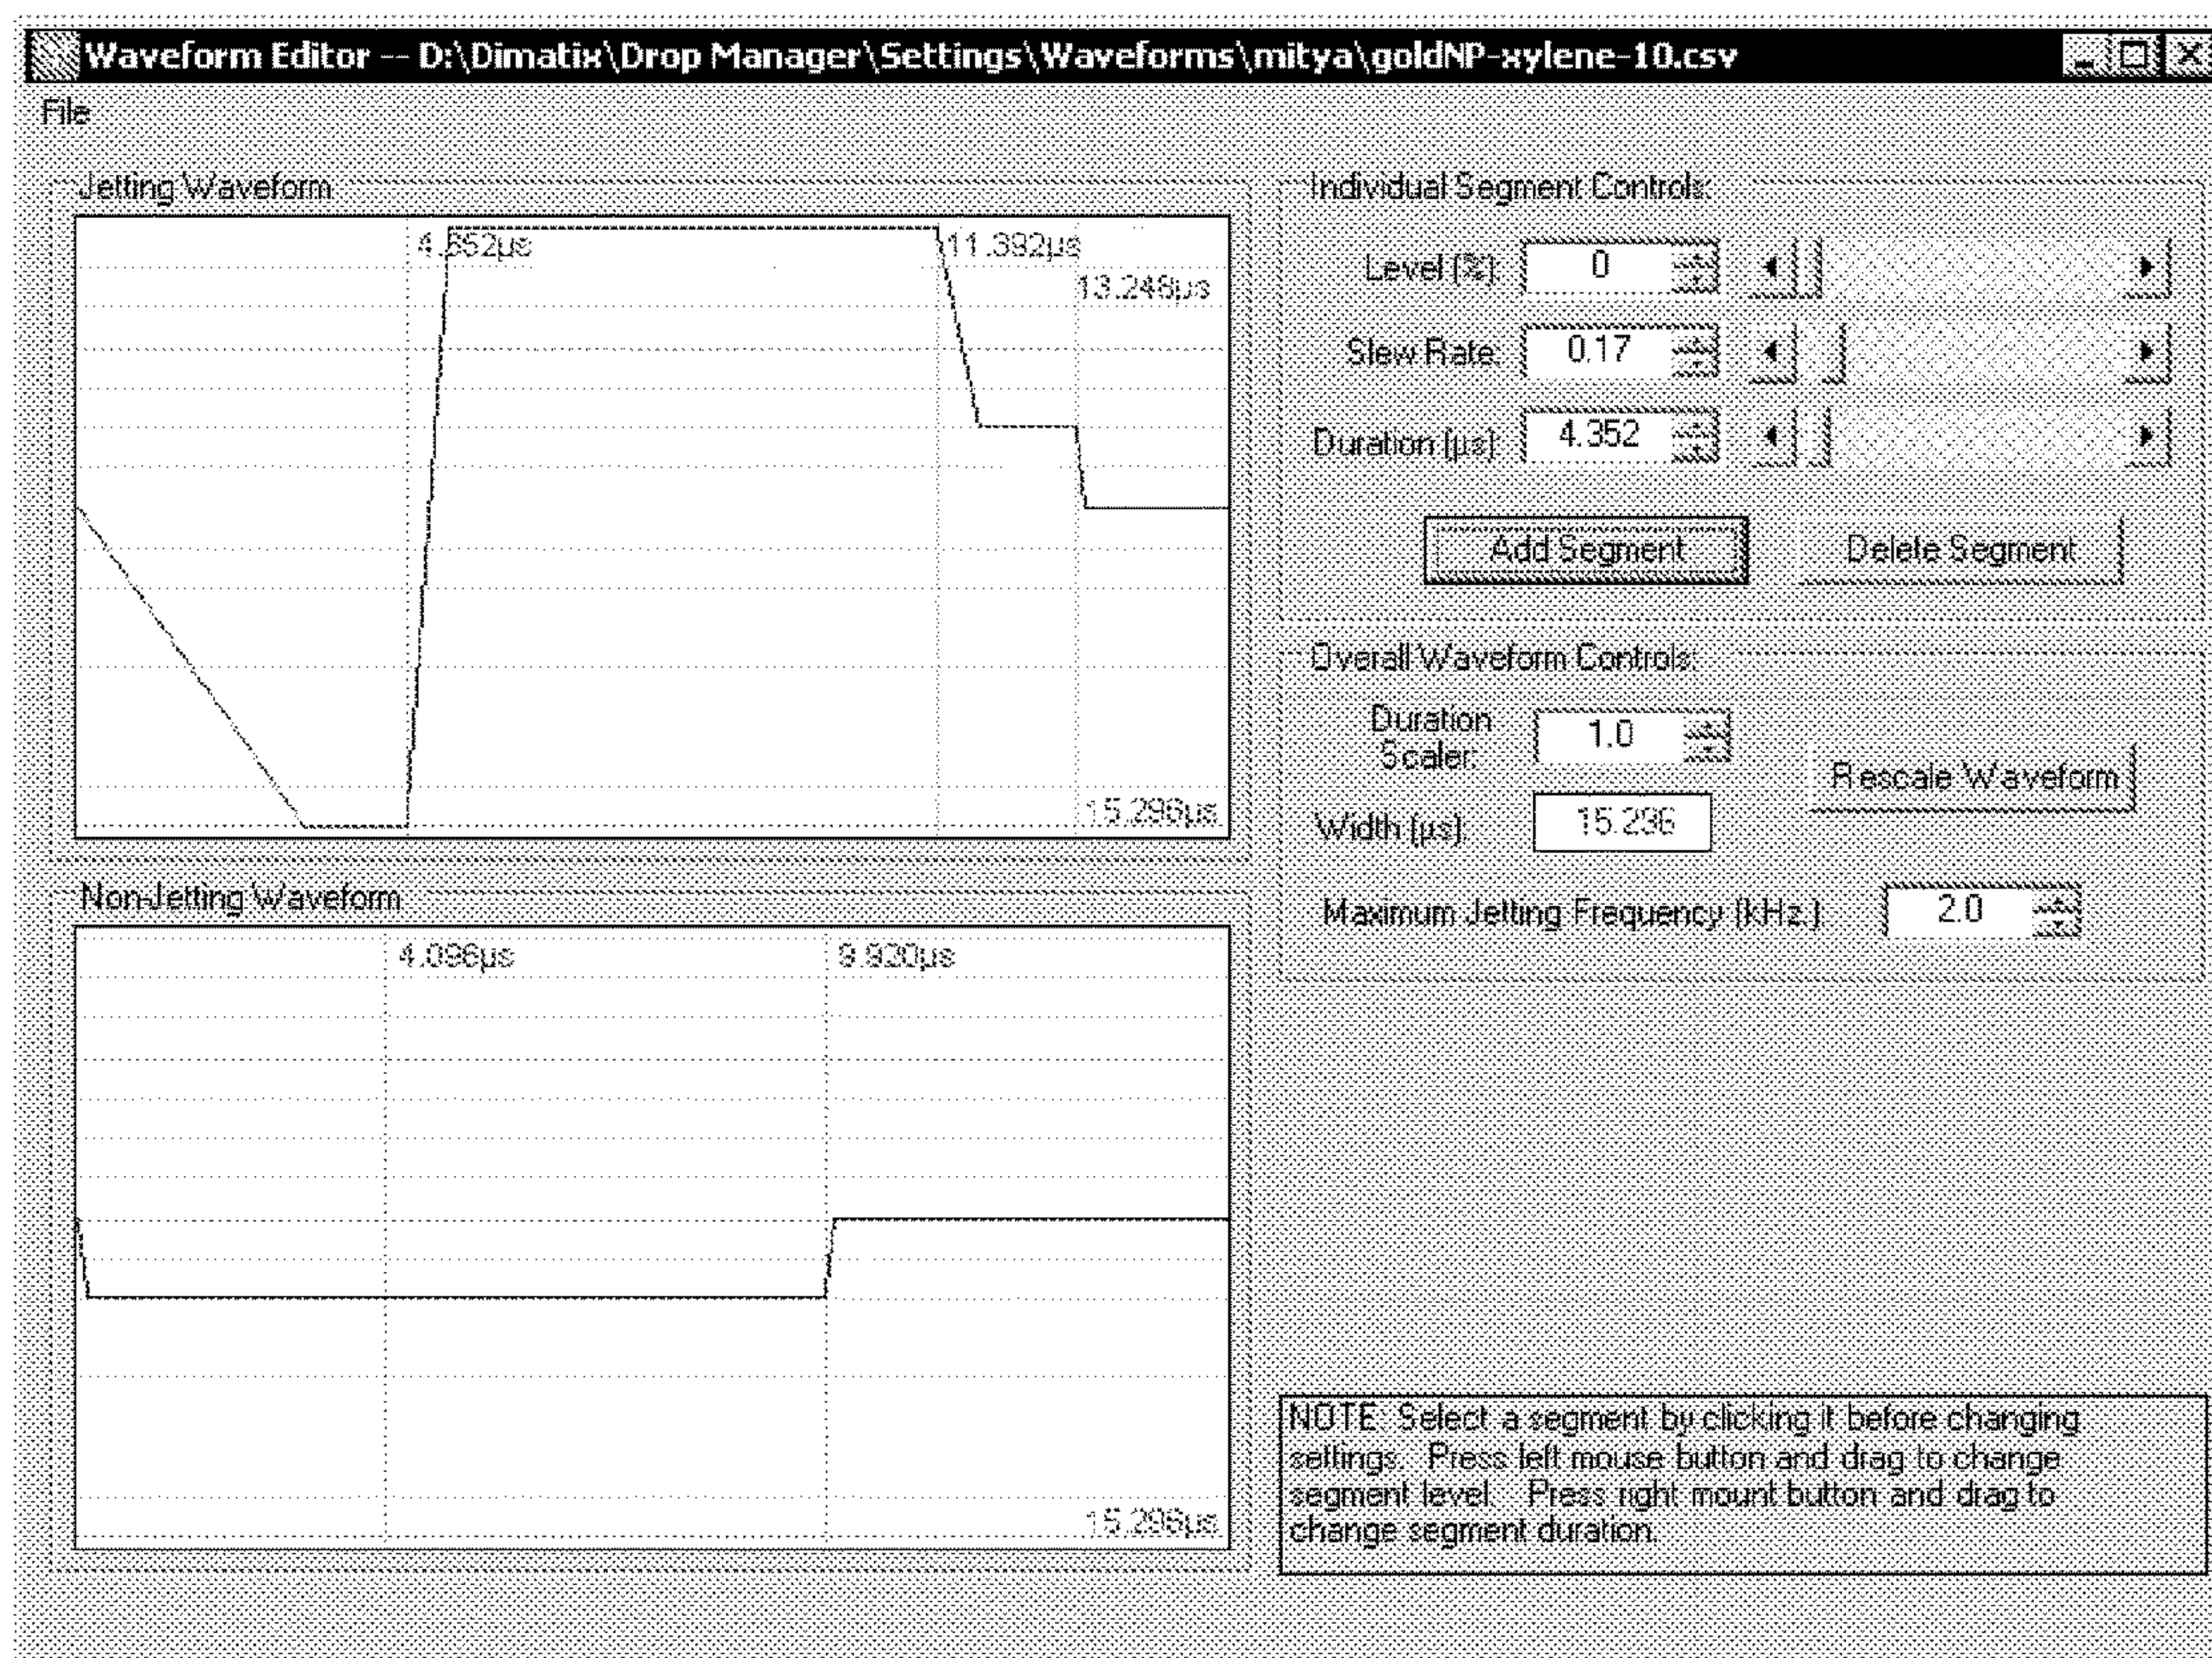 Waveform Editor -- D:\Dimatix\Drop Manager\Settings\Waveforms\mitya\goldNP-xylene-10.csv
File
Jetting Waveform
4.352µs
11.392µs
13.248µs
15.296µs
Non-Jetting Waveform
4.096µs
9.920µs
15.296µs
Individual Segment Controls:
Level (%): 0
Slew Rate: 0.17
Duration (µs): 4.352
Add Segment
Delete Segment
Overall Waveform Controls:
Duration
Scaler: 1.0
Rescale Waveform
Width (µs): 15.296
Maximum Jetting Frequency (kHz.) 2.0
NOTE: Select a segment by clicking it before changing
settings. Press left mouse button and drag to change
segment level. Press right mount button and drag to
change segment duration.